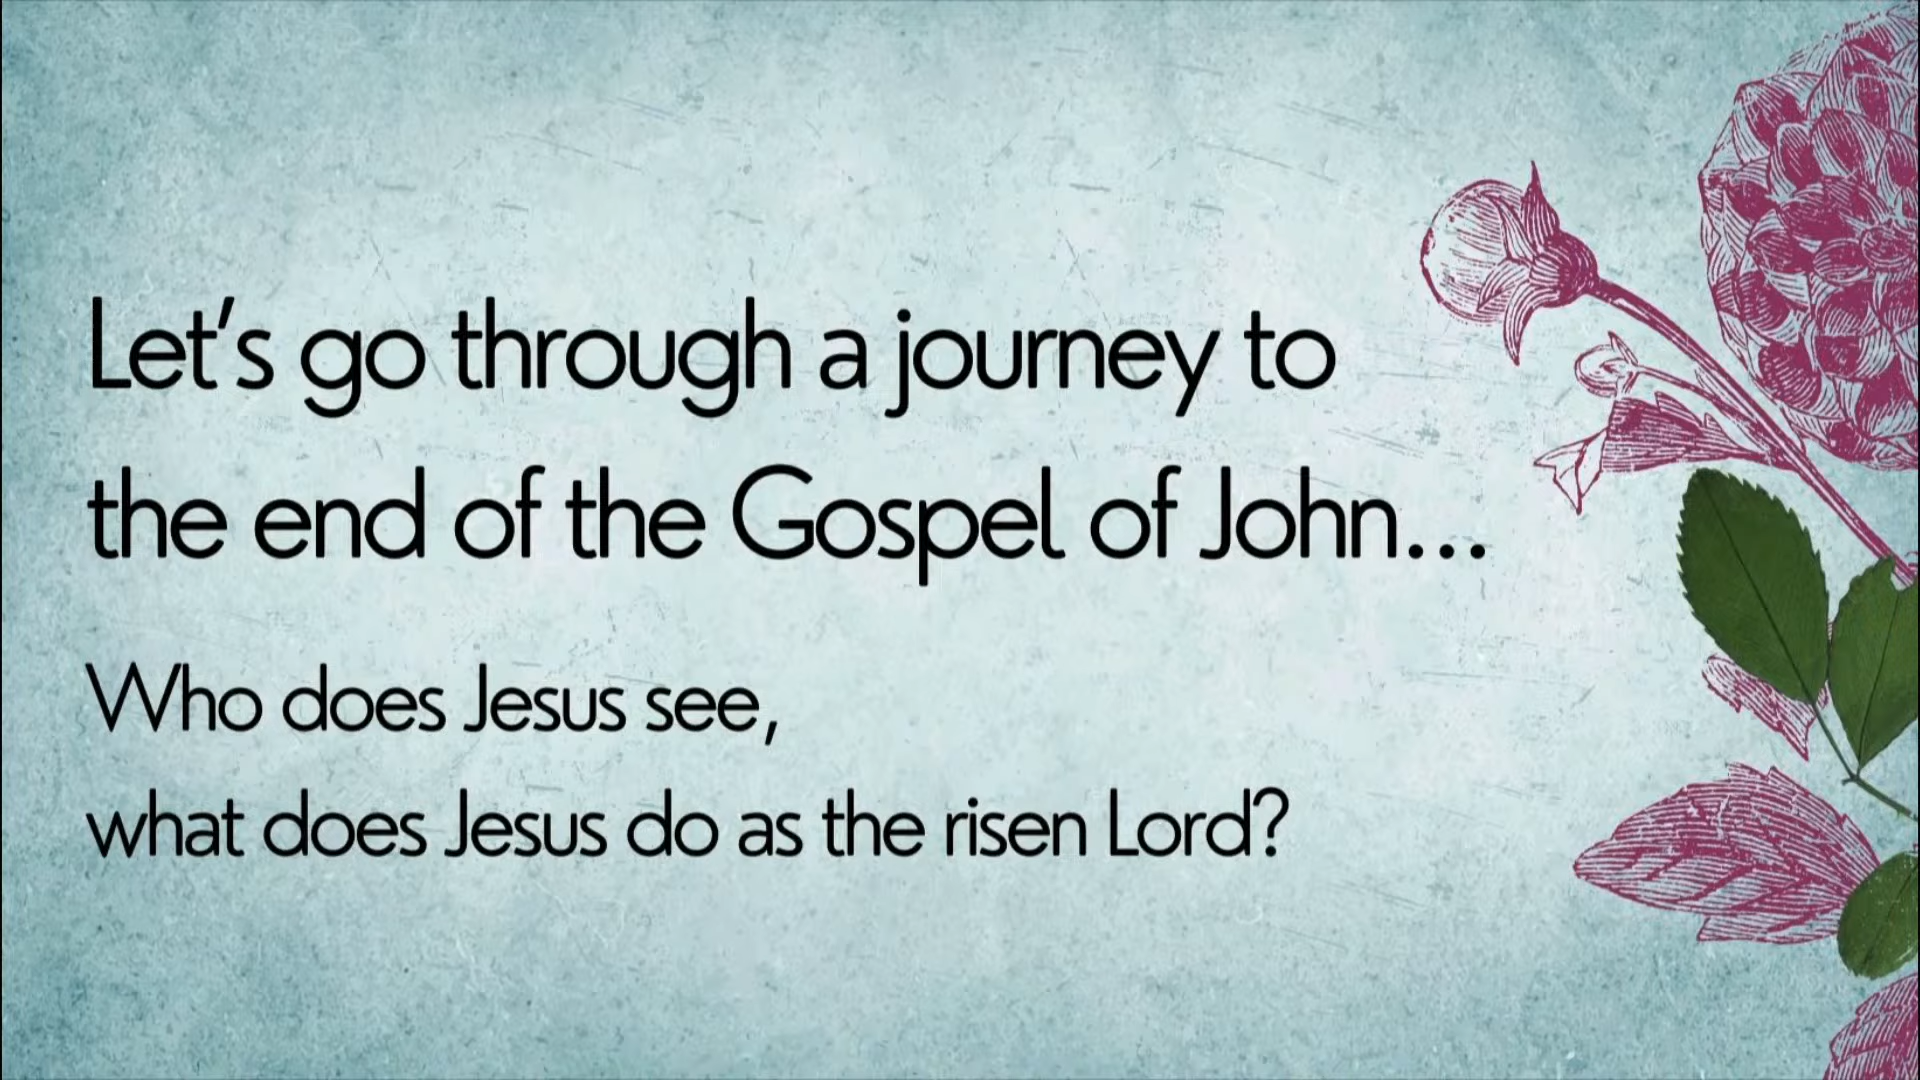 Let's go through a journey to
the end of the Gospel of John...
Who does Jesus see,
what does Jesus do as the risen Lord?